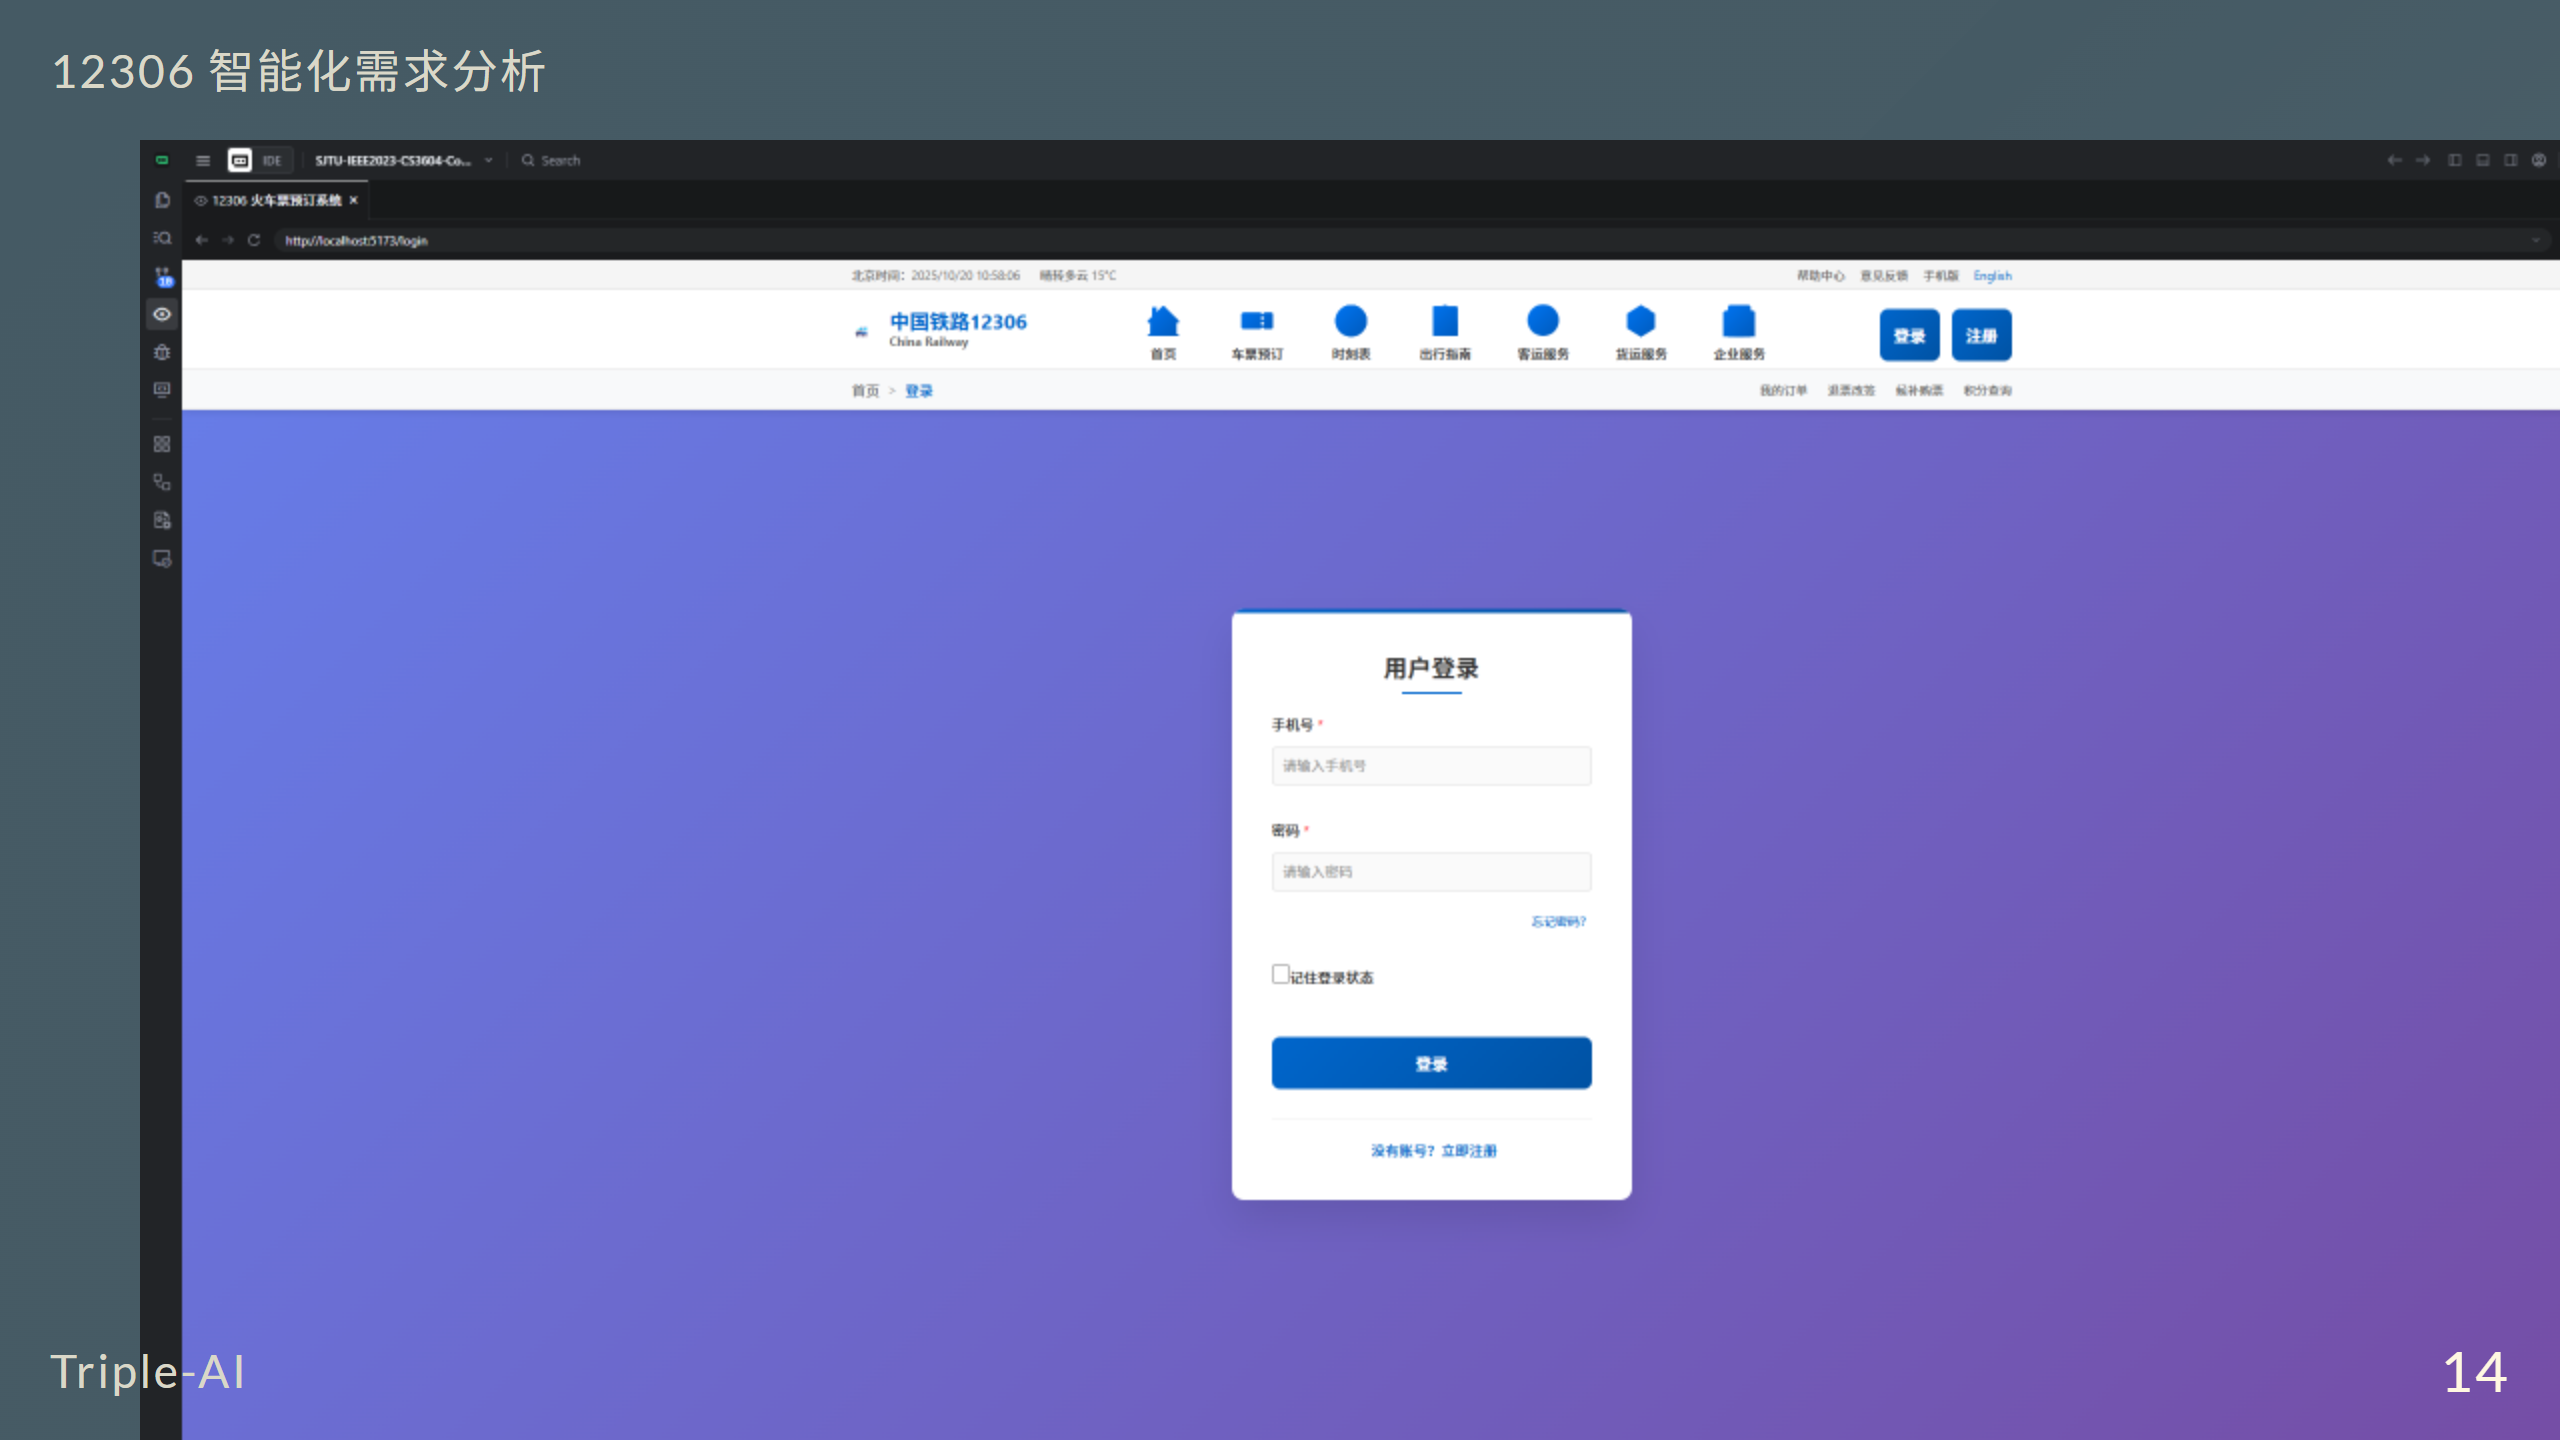 12306 智能化需求分析
IDE SJTU-IEEE2023-CS3604-Co... Search
12306 火车票预订系统
http://localhost:5173/login
北京时间：2025/10/20 10:58:06 晴转多云 15°C 帮助中心 意见反馈 手机版 English
中国铁路12306
China Railway
首页 车票预订 时刻表 出行指南 客运服务 货运服务 企业服务 登录 注册
首页 > 登录 我的订单 退票改签 候补购票 积分查询
用户登录
手机号 *
请输入手机号
密码 *
请输入密码
忘记密码?
记住登录状态
登录
没有账号？立即注册
Triple-AI 14